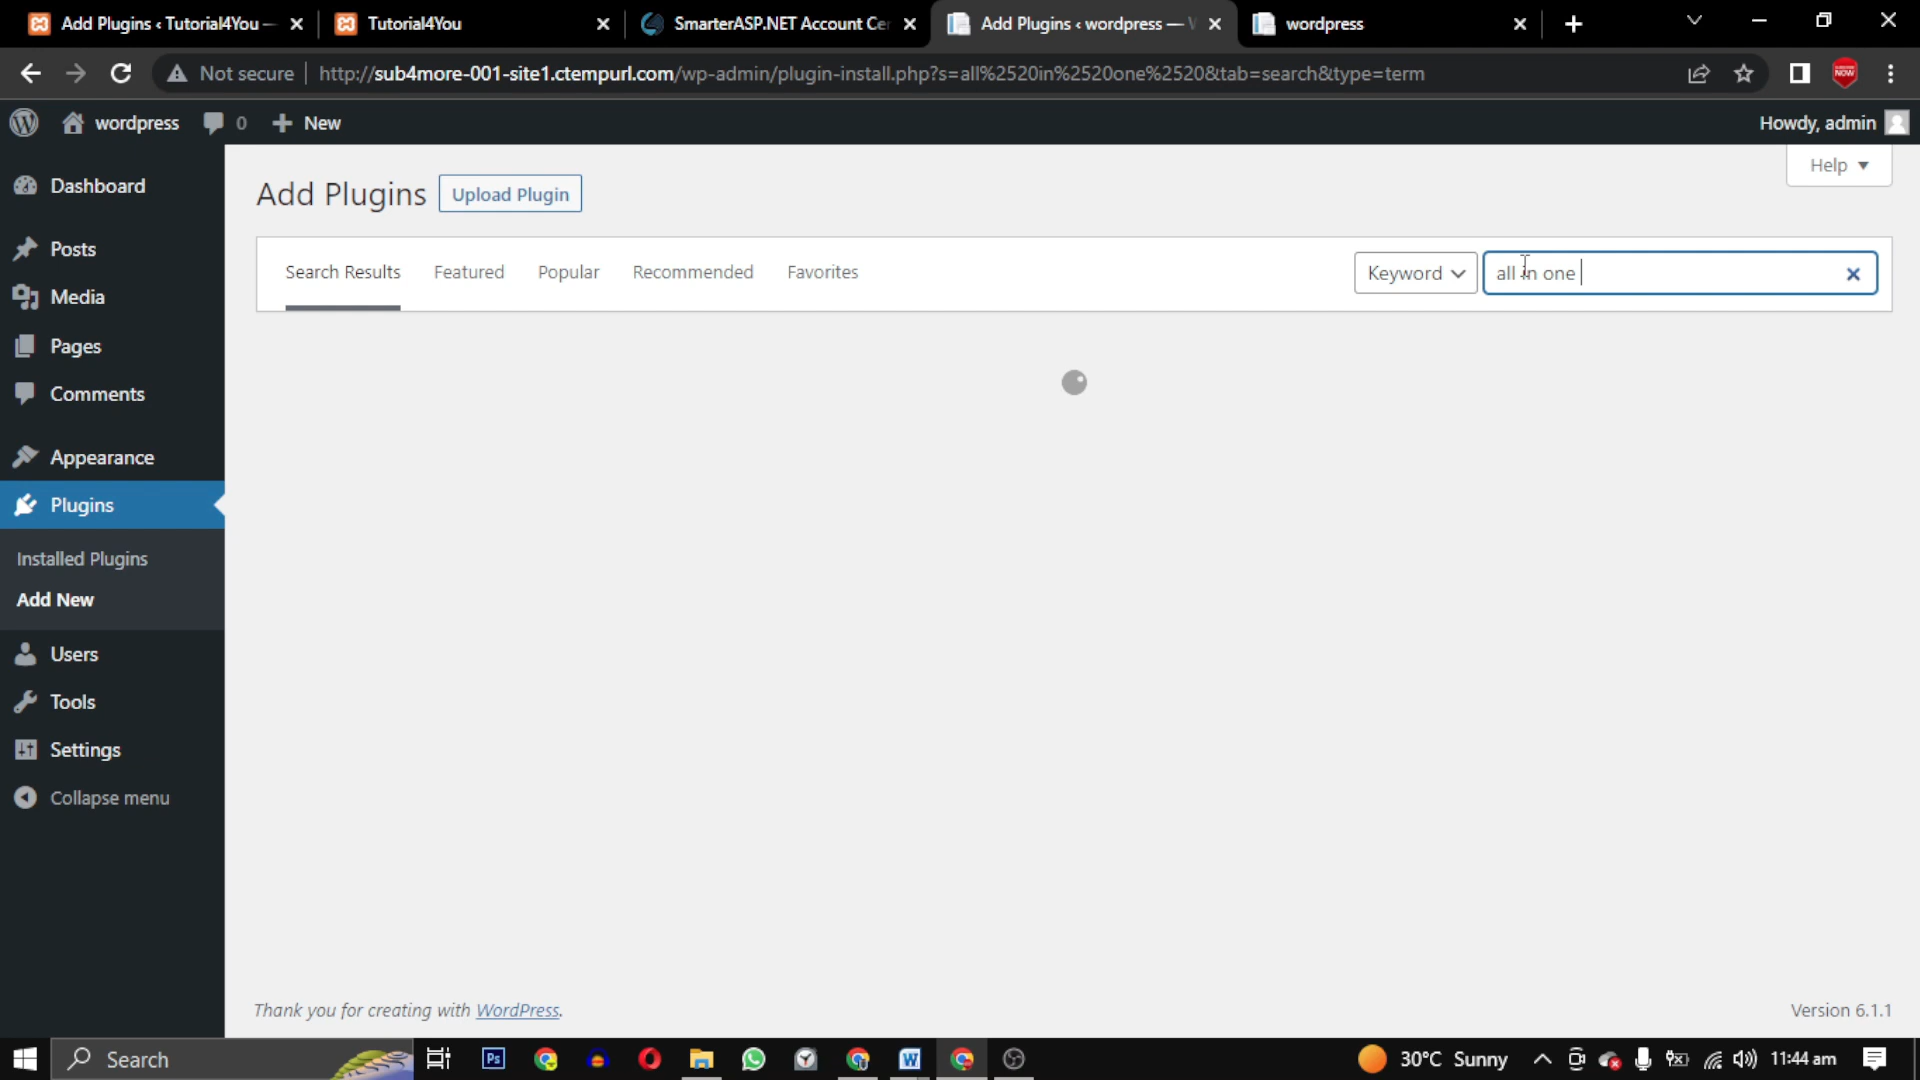 Add Plugins ‹ Tutorial4You —
Tutorial4You
SmarterASP.NET Account Ce
Add Plugins ‹ wordpress — W
wordpress
Not secure
http://sub4more-001-site1.ctempurl.com/wp-admin/plugin-install.php?s=all%2520in%2520one%2520&tab=search&type=term
NOW
wordpress
0
New
Howdy, admin
Dashboard
Posts
Media
Pages
Comments
Appearance
Plugins
Installed Plugins
Add New
Users
Tools
Settings
Collapse menu
Help
Add Plugins
Upload Plugin
Search Results
Featured
Popular
Recommended
Favorites
Keyword
all in one
Thank you for creating with WordPress.
Version 6.1.1
Search
Ps
W
30°C Sunny
11:44 am